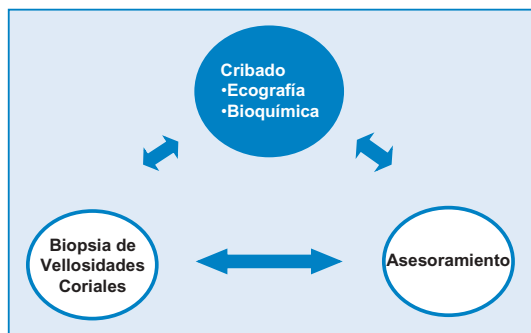 Cribado
•Ecografía
•Bioquímica
Biopsia de
Vellosidades
Coriales
Asesoramiento